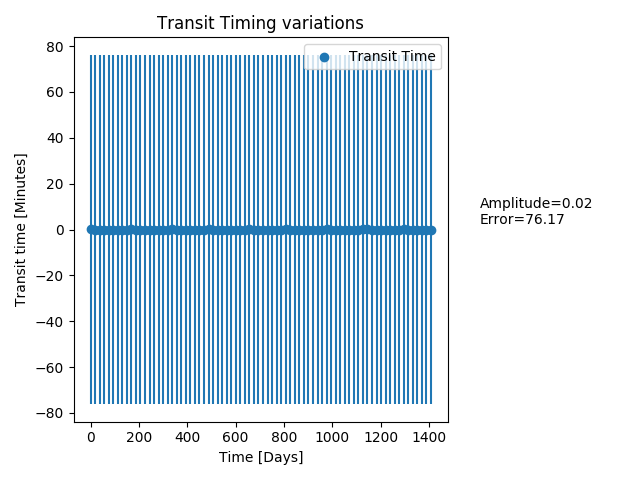 Transit Timing variations
Transit Time
80
60
40
20
0
−20
−40
−60
−80
Transit time [Minutes]
Amplitude=0.02
Error=76.17
0 200 400 600 800 1000 1200 1400
Time [Days]